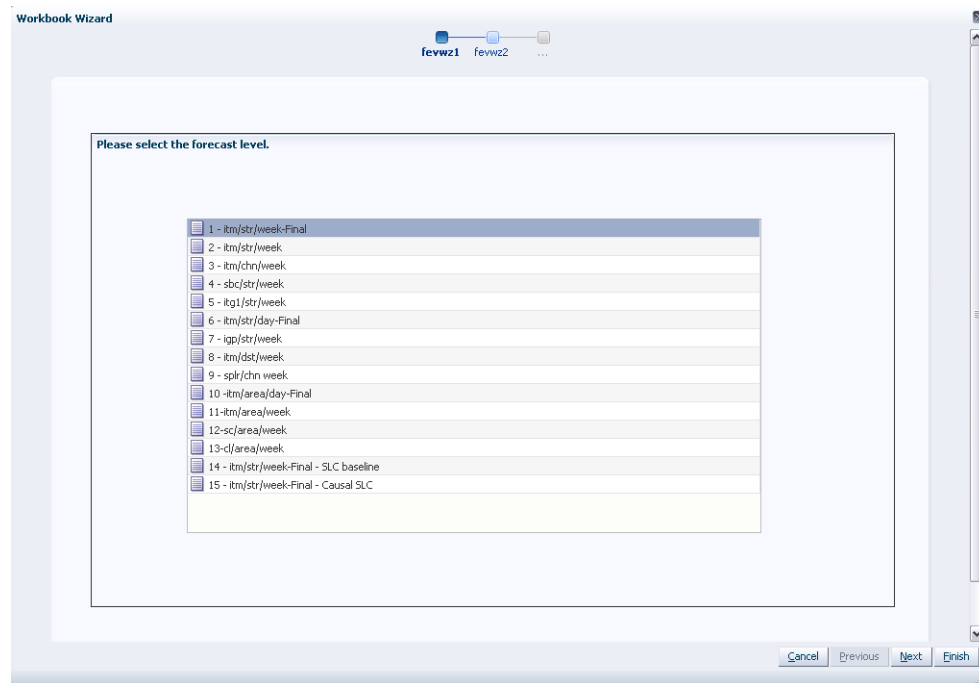 Workbook Wizard
fevwz1 fevwz2 ...
Please select the forecast level.
1 - itm/str/week-Final
2 - itm/str/week
3 - itm/chn/week
4 - sbc/str/week
5 - itg1/str/week
6 - itm/str/day-Final
7 - igp/str/week
8 - itm/dst/week
9 - splr/chn week
10 -itm/area/day-Final
11-itm/area/week
12-sc/area/week
13-cl/area/week
14 - itm/str/week-Final - SLC baseline
15 - itm/str/week-Final - Causal SLC
Cancel Previous Next Finish